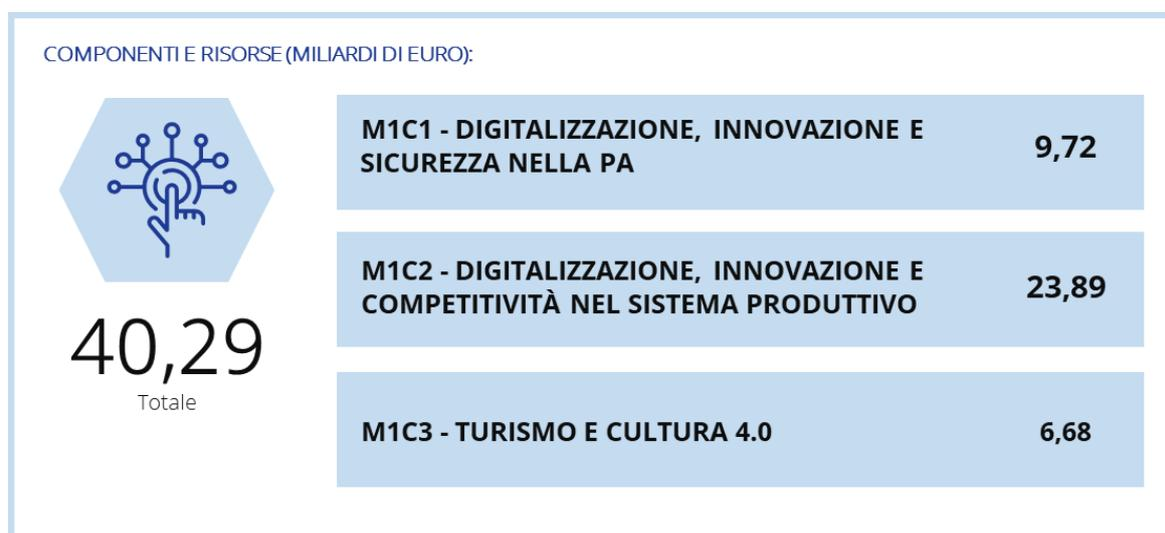 COMPONENTI E RISORSE (MILIARDI DI EURO):
M1C1 - DIGITALIZZAZIONE, INNOVAZIONE E
SICUREZZA NELLA PA
9,72
M1C2 - DIGITALIZZAZIONE, INNOVAZIONE E
COMPETITIVITÀ NEL SISTEMA PRODUTTIVO
23,89
40,29
Totale
M1C3 - TURISMO E CULTURA 4.0
6,68